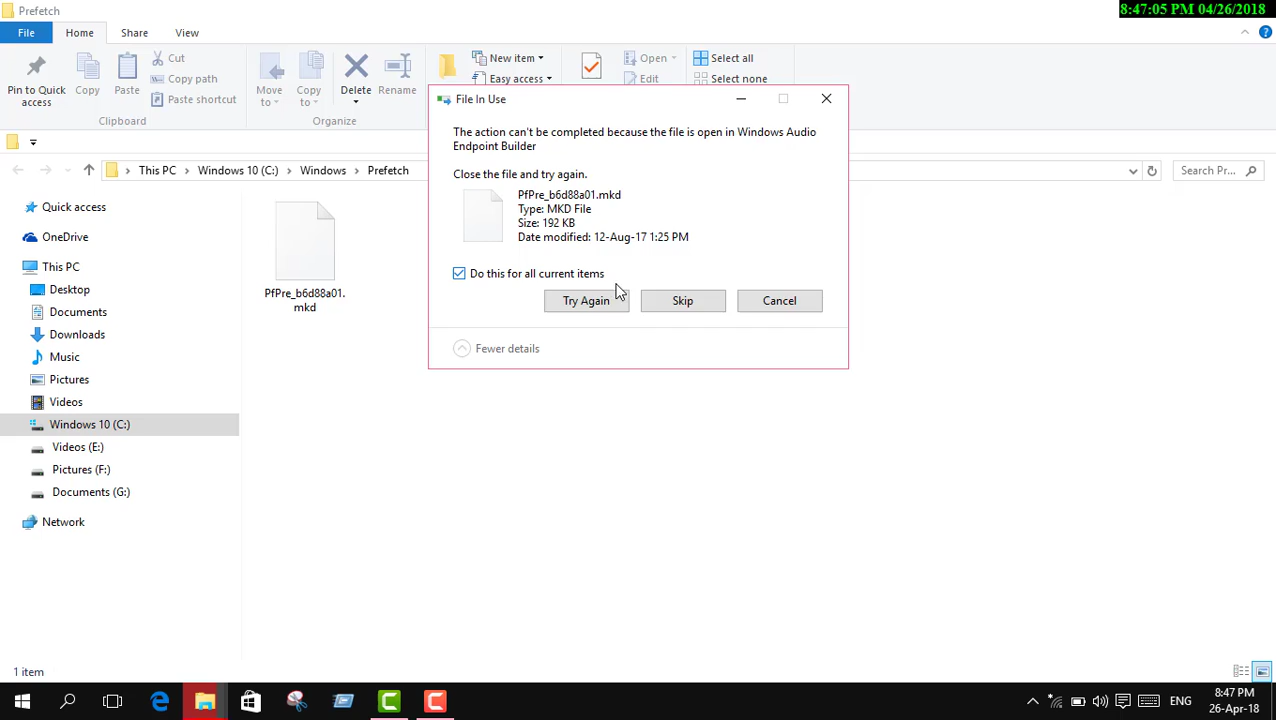 Prefetch
8:47:05 PM 04/26/2018
File
Home
Share
View
Pin to Quick
access
Copy
Paste
Cut
Copy path
Paste shortcut
Clipboard
Move
to
Copy
to
Delete
Rename
Organize
New item
Easy access
Open
Edit
Select all
Select none
This PC
Windows 10 (C:)
Windows
Prefetch
Search Pr...
Quick access
OneDrive
This PC
Desktop
Documents
Downloads
Music
Pictures
Videos
Windows 10 (C:)
Videos (E:)
Pictures (F:)
Documents (G:)
Network
PfPre_b6d88a01.
mkd
File In Use
The action can't be completed because the file is open in Windows Audio
Endpoint Builder
Close the file and try again.
PfPre_b6d88a01.mkd
Type: MKD File
Size: 192 KB
Date modified: 12-Aug-17 1:25 PM
Do this for all current items
Try Again
Skip
Cancel
Fewer details
1 item
ENG
8:47 PM
26-Apr-18